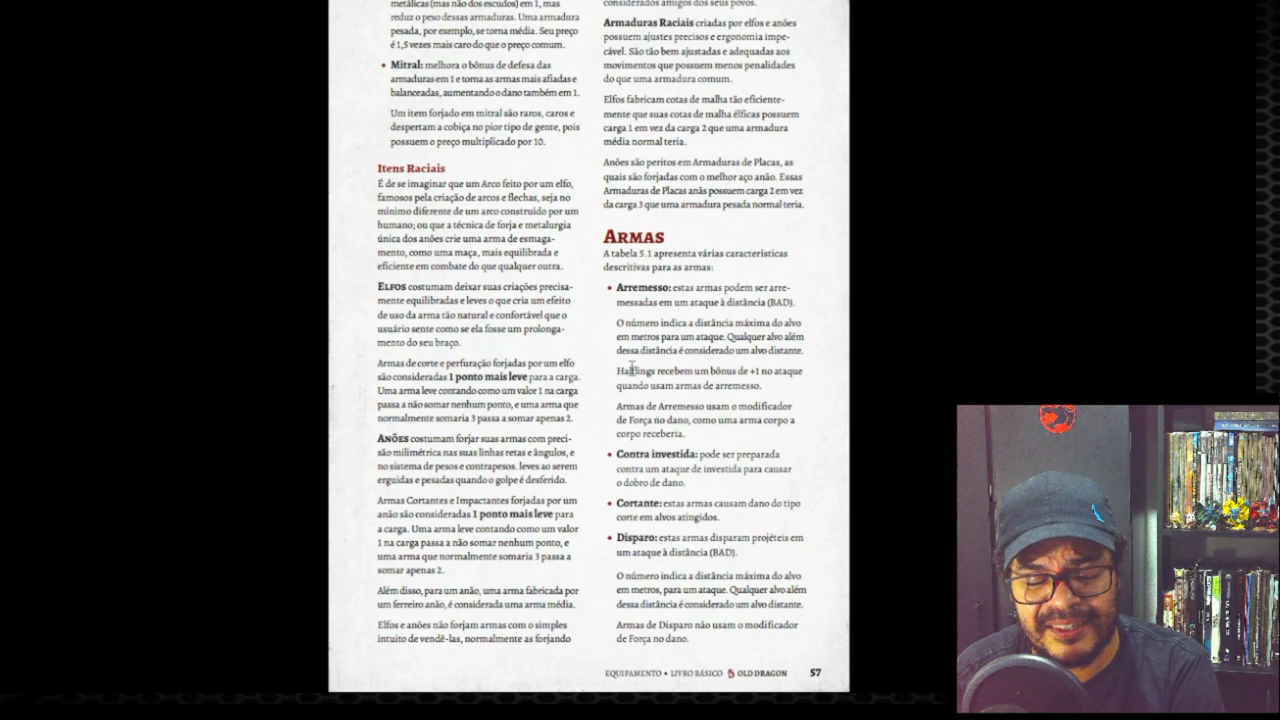 metálicas (mas não dos escudos) em 1, mas
reduz o peso dessas armaduras. Uma armadura
pesada, por exemplo, se torna média. Seu preço
é 1,5 vezes mais caro do que o preço comum.
• Mitral: melhora o bônus de defesa das
armaduras em 1 e torna as armas mais afiadas e
balanceadas, aumentando o dano também em 1.
Um item forjado em mitral são raros, caros e
despertam a cobiça no pior tipo de gente, pois
possuem o preço multiplicado por 10.
Itens Raciais
É de se imaginar que um Arco feito por um elfo,
famosos pela criação de arcos e flechas, seja no
mínimo diferente de um arco construído por um
humano; ou que a técnica de forja e metalurgia
única dos anões crie uma arma de esmaga-
mento, como uma maça, mais equilibrada e
eficiente em combate do que qualquer outra.
Elfos costumam deixar suas criações precisa-
mente equilibradas e leves o que cria um efeito
de uso da arma tão natural e confortável que o
usuário sente como se ela fosse um prolonga-
mento do seu braço.
Armas de corte e perfuração forjadas por um elfo
são consideradas 1 ponto mais leve para a carga.
Uma arma leve contando como um valor 1 na carga
passa a não somar nenhum ponto, e uma arma que
normalmente somaria 3 passa a somar apenas 2.
Anões costumam forjar suas armas com preci-
são milimétrica nas suas linhas retas e ângulos, e
no sistema de pesos e contrapesos. leves ao serem
erguidas e pesadas quando o golpe é desferido.
Armas Cortantes e Impactantes forjadas por um
anão são consideradas 1 ponto mais leve para
a carga. Uma arma leve contando como um valor
1 na carga passa a não somar nenhum ponto, e
uma arma que normalmente somaria 3 passa a
somar apenas 2.
Além disso, para um anão, uma arma fabricada por
um ferreiro anão, é considerada uma arma média.
Elfos e anões não forjam armas com o simples
intuito de vendê-las, normalmente as forjando
considerados amigos dos seus povos.
Armaduras Raciais criadas por elfos e anões
possuem ajustes precisos e ergonomia impe-
cável. São tão bem ajustadas e adequadas aos
movimentos que possuem menos penalidades
do que uma armadura comum.
Elfos fabricam cotas de malha tão eficiente-
mente que suas cotas de malha élficas possuem
carga 1 em vez da carga 2 que uma armadura
média normal teria.
Anões são peritos em Armaduras de Placas, as
quais são forjadas com o melhor aço anão. Essas
Armaduras de Placas anãs possuem carga 2 em vez
da carga 3 que uma armadura pesada normal teria.
Armas
A tabela 5.1 apresenta várias características
descritivas para as armas:
• Arremesso: estas armas podem ser arre-
messadas em um ataque à distância (BAD).
O número indica a distância máxima do alvo
em metros para um ataque. Qualquer alvo além
dessa distância é considerado um alvo distante.
Halflings recebem um bônus de +1 no ataque
quando usam armas de arremesso.
Armas de Arremesso usam o modificador
de Força no dano, como uma arma corpo a
corpo receberia.
• Contra investida: pode ser preparada
contra um ataque de investida para causar
o dobro de dano.
• Cortante: estas armas causam dano do tipo
corte em alvos atingidos.
• Disparo: estas armas disparam projéteis em
um ataque à distância (BAD).
O número indica a distância máxima do alvo
em metros, para um ataque. Qualquer alvo além
dessa distância é considerado um alvo distante.
Armas de Disparo não usam o modificador
de Força no dano.
EQUIPAMENTO • LIVRO BÁSICO OLD DRAGON 57